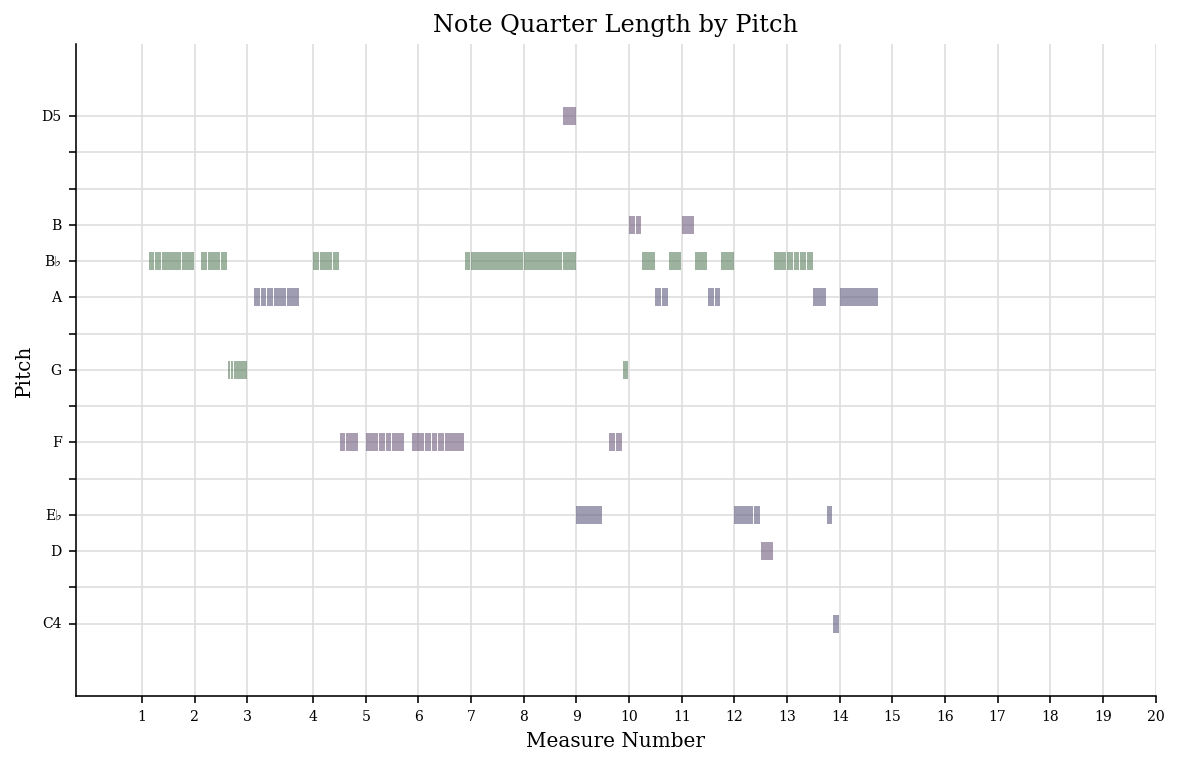 Note Quarter Length by Pitch
Pitch
D5
B
B♭
A
G
F
E♭
D
C4
1 2 3 4 5 6 7 8 9 10 11 12 13 14 15 16 17 18 19 20
Measure Number